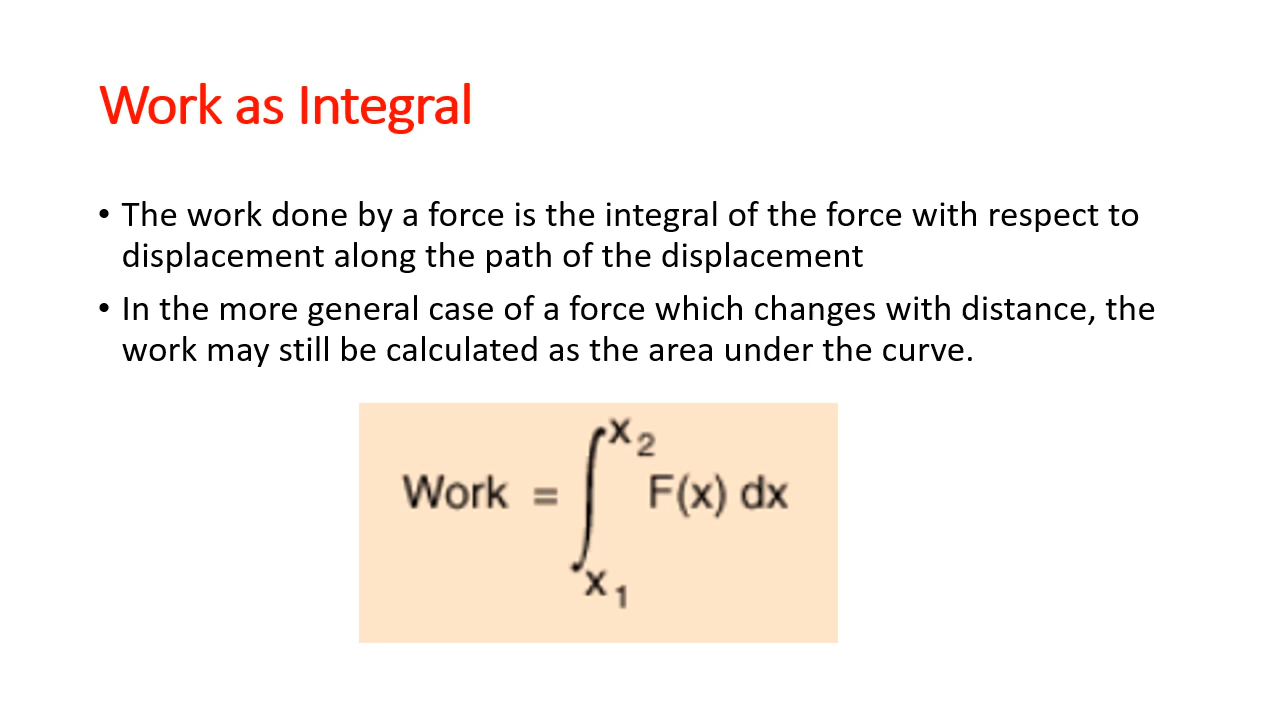 Work as Integral
• The work done by a force is the integral of the force with respect to
displacement along the path of the displacement
• In the more general case of a force which changes with distance, the
work may still be calculated as the area under the curve.
Work = ∫ₓ₁ˣ² F(x) dx